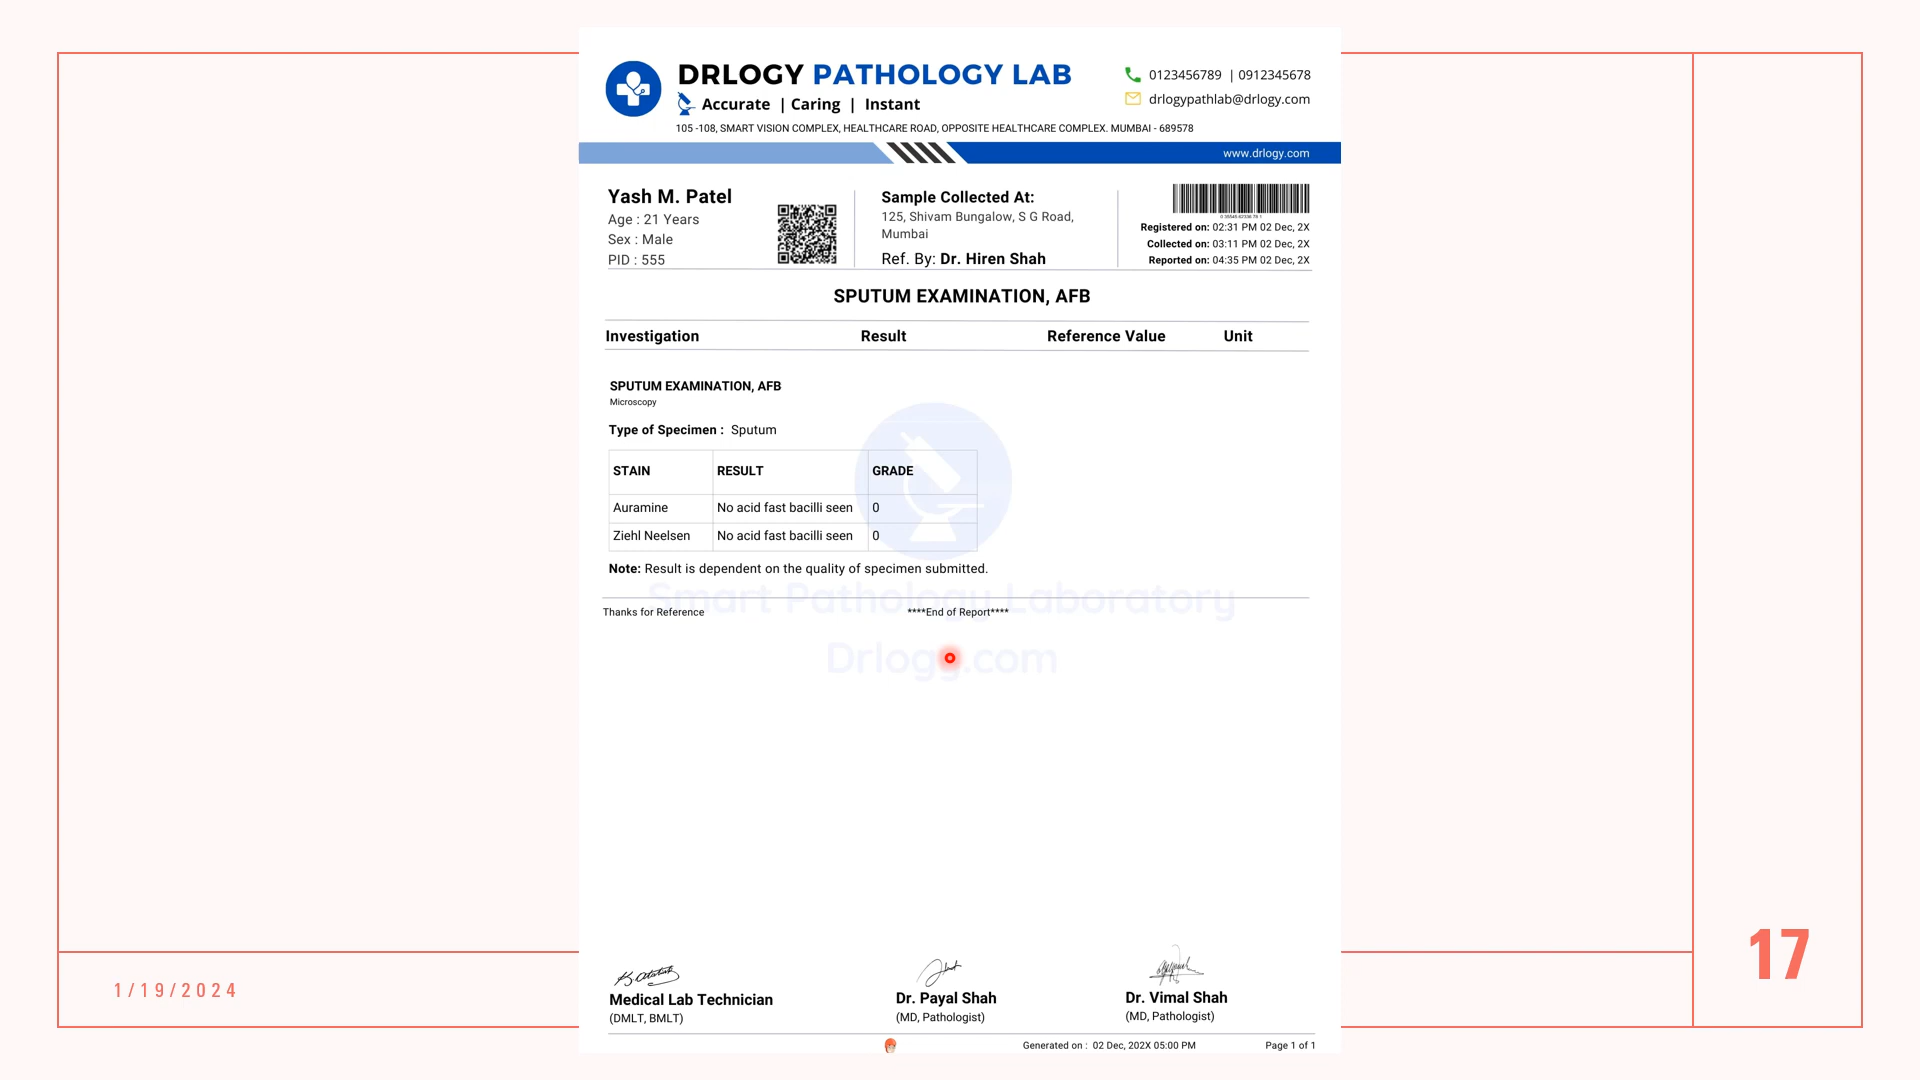 DRLOGY PATHOLOGY LAB
Accurate | Caring | Instant
0123456789 | 0912345678
drlogypathlab@drlogy.com
105 -108, SMART VISION COMPLEX, HEALTHCARE ROAD, OPPOSITE HEALTHCARE COMPLEX. MUMBAI - 689578
www.drlogy.com
Yash M. Patel
Age : 21 Years
Sex : Male
PID : 555
Sample Collected At:
125, Shivam Bungalow, S G Road,
Mumbai
Ref. By: Dr. Hiren Shah
Registered on: 02:31 PM 02 Dec, 2X
Collected on: 03:11 PM 02 Dec, 2X
Reported on: 04:35 PM 02 Dec, 2X
SPUTUM EXAMINATION, AFB
Investigation Result Reference Value Unit
SPUTUM EXAMINATION, AFB
Microscopy
Type of Specimen : Sputum
STAIN RESULT GRADE
Auramine No acid fast bacilli seen 0
Ziehl Neelsen No acid fast bacilli seen 0
Note: Result is dependent on the quality of specimen submitted.
Smart Pathology Laboratory
Thanks for Reference ****End of Report****
Drlogy.com
Medical Lab Technician
(DMLT, BMLT)
Dr. Payal Shah
(MD, Pathologist)
Dr. Vimal Shah
(MD, Pathologist)
Generated on : 02 Dec, 202X 05:00 PM Page 1 of 1
1/19/2024
17